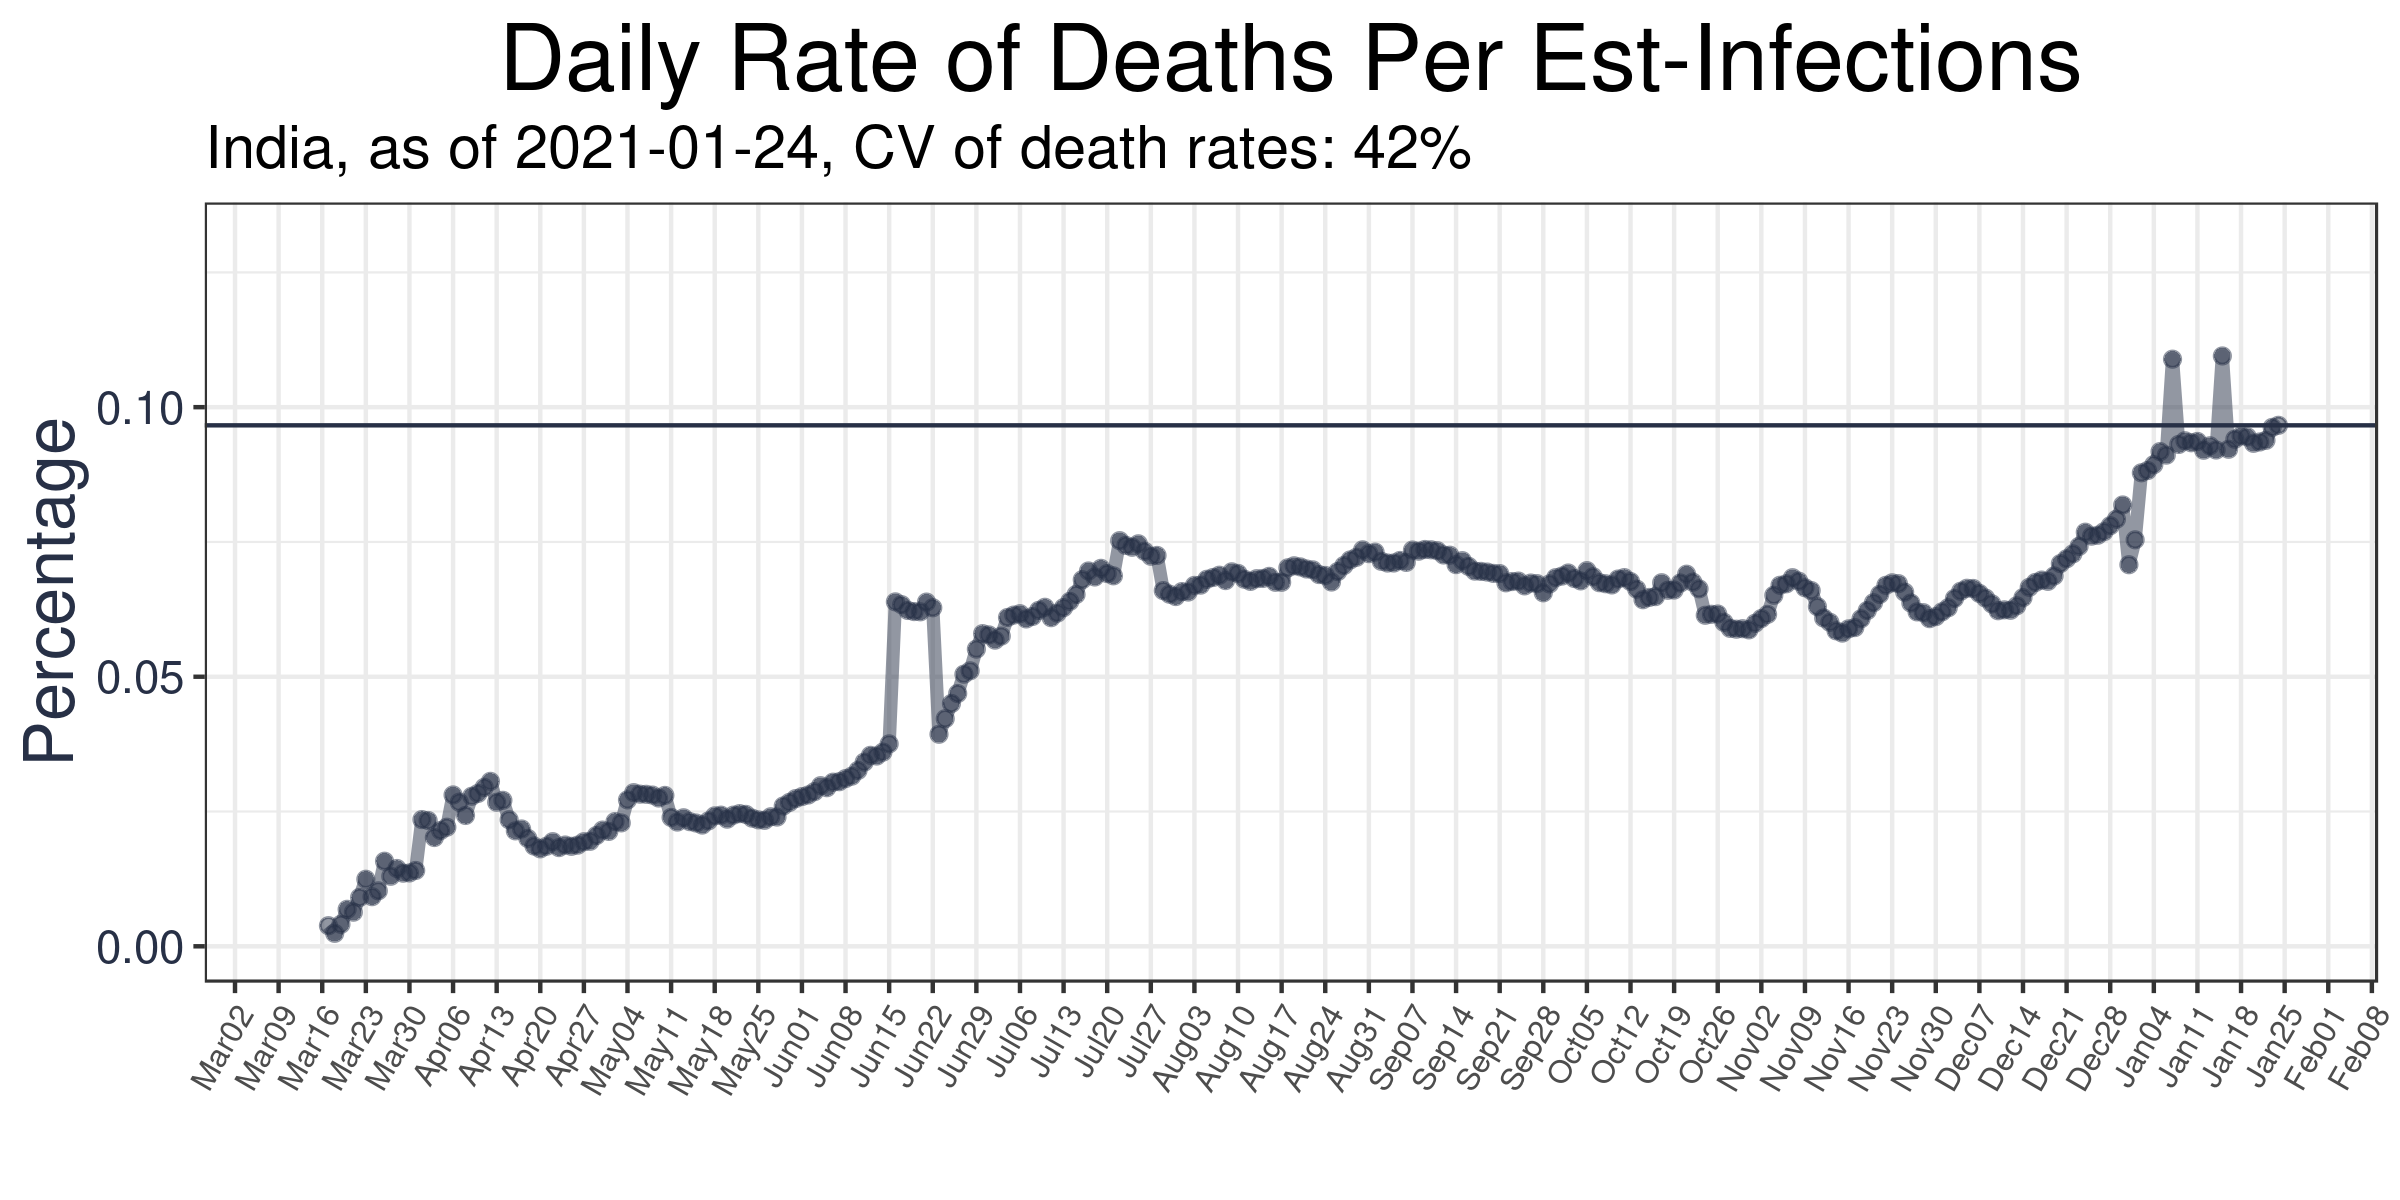 Daily Rate of Deaths Per Est-Infections
India, as of 2021-01-24, CV of death rates: 42%
Percentage
0.10
0.05
0.00
Mar02
Mar09
Mar16
Mar23
Mar30
Apr06
Apr13
Apr20
Apr27
May04
May11
May18
May25
Jun01
Jun08
Jun15
Jun22
Jun29
Jul06
Jul13
Jul20
Jul27
Aug03
Aug10
Aug17
Aug24
Aug31
Sep07
Sep14
Sep21
Sep28
Oct05
Oct12
Oct19
Oct26
Nov02
Nov09
Nov16
Nov23
Nov30
Dec07
Dec14
Dec21
Dec28
Jan04
Jan11
Jan18
Jan25
Feb01
Feb08